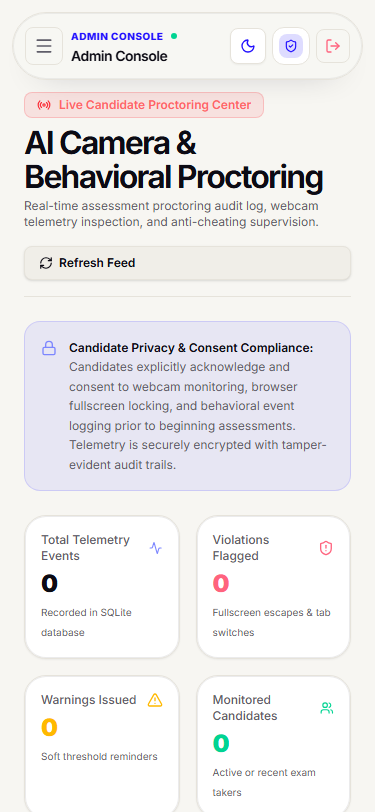 ADMIN CONSOLE
Admin Console
Live Candidate Proctoring Center
AI Camera &
Behavioral Proctoring
Real-time assessment proctoring audit log, webcam
telemetry inspection, and anti-cheating supervision.
Refresh Feed
Candidate Privacy & Consent Compliance:
Candidates explicitly acknowledge and
consent to webcam monitoring, browser
fullscreen locking, and behavioral event
logging prior to beginning assessments.
Telemetry is securely encrypted with tamper-
evident audit trails.
Total Telemetry
Events
0
Recorded in SQLite
database
Violations
Flagged
0
Fullscreen escapes & tab
switches
Warnings Issued
0
Soft threshold reminders
Monitored
Candidates
0
Active or recent exam
takers